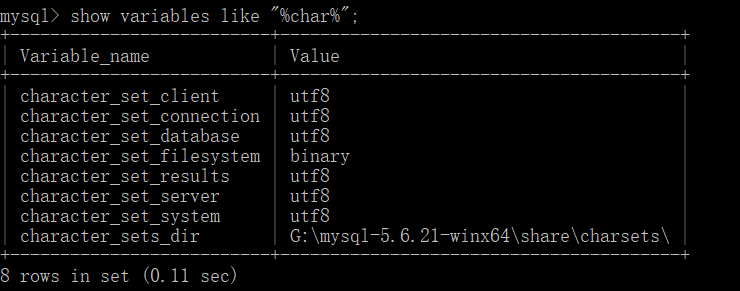 mysql> show variables like "%char%";
+--------------------------+---------------------------------------+
| Variable_name            | Value                                 |
+--------------------------+---------------------------------------+
| character_set_client     | utf8                                  |
| character_set_connection | utf8                                  |
| character_set_database   | utf8                                  |
| character_set_filesystem | binary                                |
| character_set_results    | utf8                                  |
| character_set_server     | utf8                                  |
| character_set_system     | utf8                                  |
| character_sets_dir       | G:\mysql-5.6.21-winx64\share\charsets\ |
+--------------------------+---------------------------------------+
8 rows in set (0.11 sec)